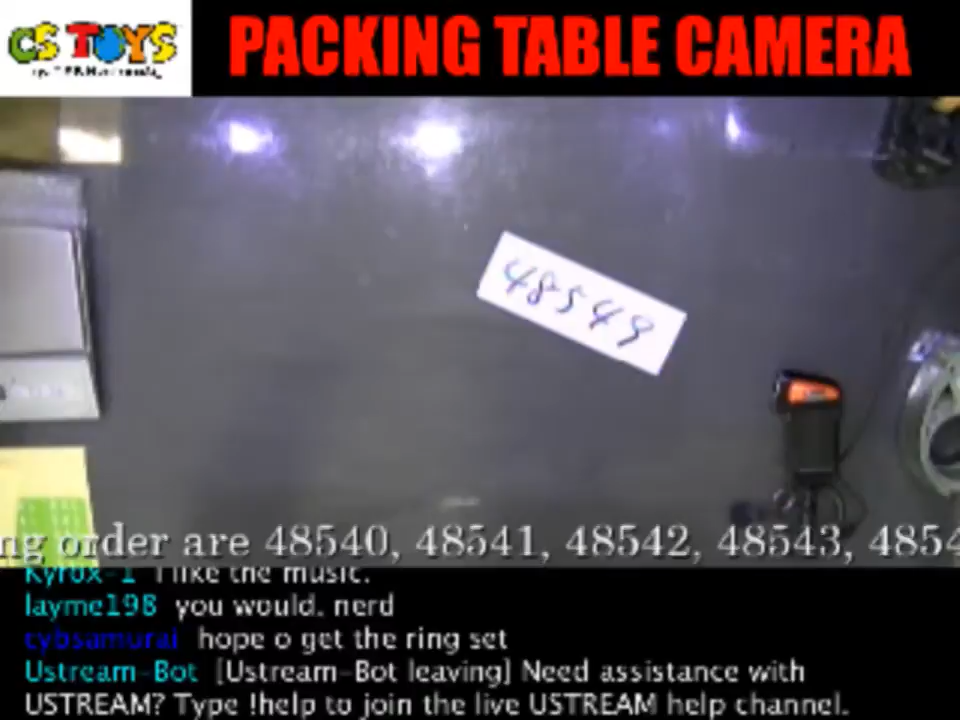 CS TOYS
PACKING TABLE CAMERA
48549
ng order are 48540, 48541, 48542, 48543, 4854
Kyrox-1 I like the music.
layme198 you would. nerd
cybsamurai hope o get the ring set
Ustream-Bot [Ustream-Bot leaving] Need assistance with
USTREAM? Type !help to join the live USTREAM help channel.